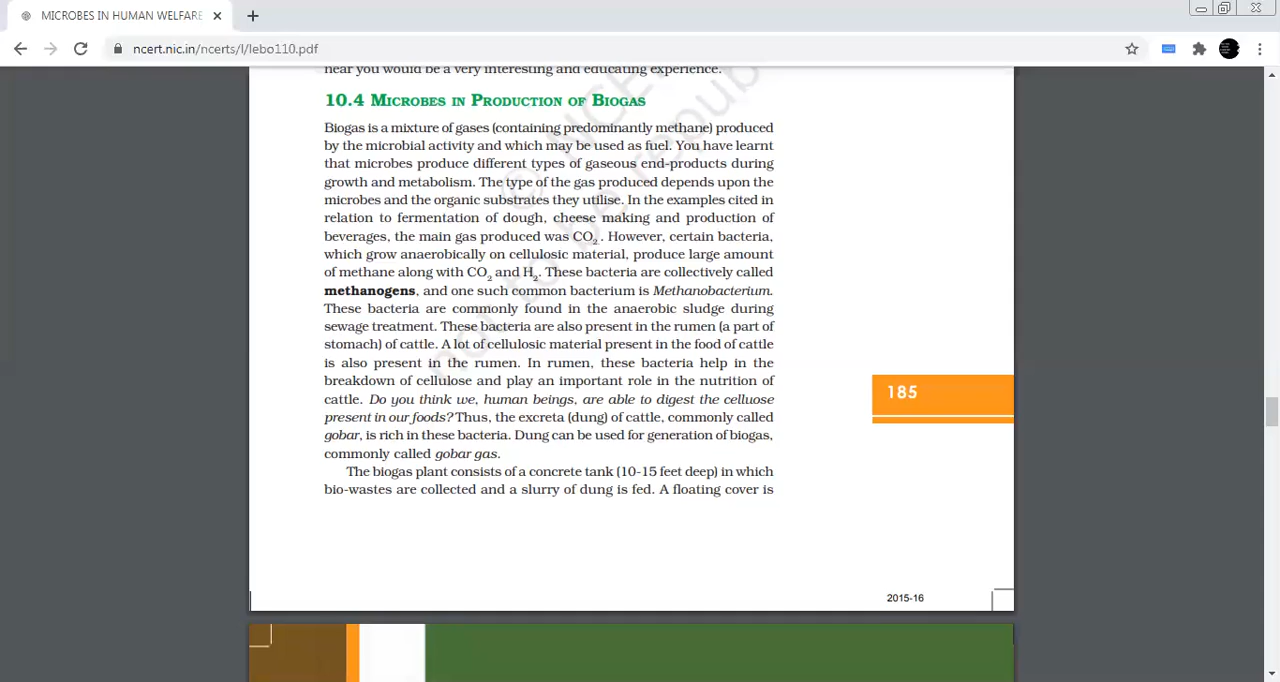 MICROBES IN HUMAN WELFARE
ncert.nic.in/ncerts/l/lebo110.pdf
near you would be a very interesting and educating experience.
10.4 MICROBES IN PRODUCTION OF BIOGAS
Biogas is a mixture of gases (containing predominantly methane) produced
by the microbial activity and which may be used as fuel. You have learnt
that microbes produce different types of gaseous end-products during
growth and metabolism. The type of the gas produced depends upon the
microbes and the organic substrates they utilise. In the examples cited in
relation to fermentation of dough, cheese making and production of
beverages, the main gas produced was CO2. However, certain bacteria,
which grow anaerobically on cellulosic material, produce large amount
of methane along with CO2 and H2. These bacteria are collectively called
methanogens, and one such common bacterium is Methanobacterium.
These bacteria are commonly found in the anaerobic sludge during
sewage treatment. These bacteria are also present in the rumen (a part of
stomach) of cattle. A lot of cellulosic material present in the food of cattle
is also present in the rumen. In rumen, these bacteria help in the
breakdown of cellulose and play an important role in the nutrition of
cattle. Do you think we, human beings, are able to digest the celluose
present in our foods? Thus, the excreta (dung) of cattle, commonly called
gobar, is rich in these bacteria. Dung can be used for generation of biogas,
commonly called gobar gas.
The biogas plant consists of a concrete tank (10-15 feet deep) in which
bio-wastes are collected and a slurry of dung is fed. A floating cover is
185
2015-16
© NCE
not to be repub